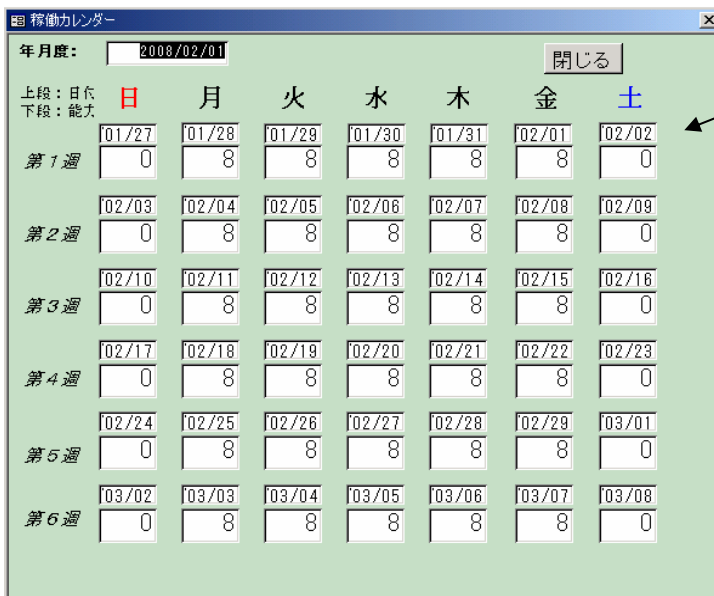 稼働カレンダー
年月度: 2008/02/01 閉じる
上段:日付 日 月 火 水 木 金 土
下段:能力
01/27 01/28 01/29 01/30 01/31 02/01 02/02
第1週 0 8 8 8 8 8 0
02/03 02/04 02/05 02/06 02/07 02/08 02/09
第2週 0 8 8 8 8 8 0
02/10 02/11 02/12 02/13 02/14 02/15 02/16
第3週 0 8 8 8 8 8 0
02/17 02/18 02/19 02/20 02/21 02/22 02/23
第4週 0 8 8 8 8 8 0
02/24 02/25 02/26 02/27 02/28 02/29 03/01
第5週 0 8 8 8 8 8 0
03/02 03/03 03/04 03/05 03/06 03/07 03/08
第6週 0 8 8 8 8 8 0